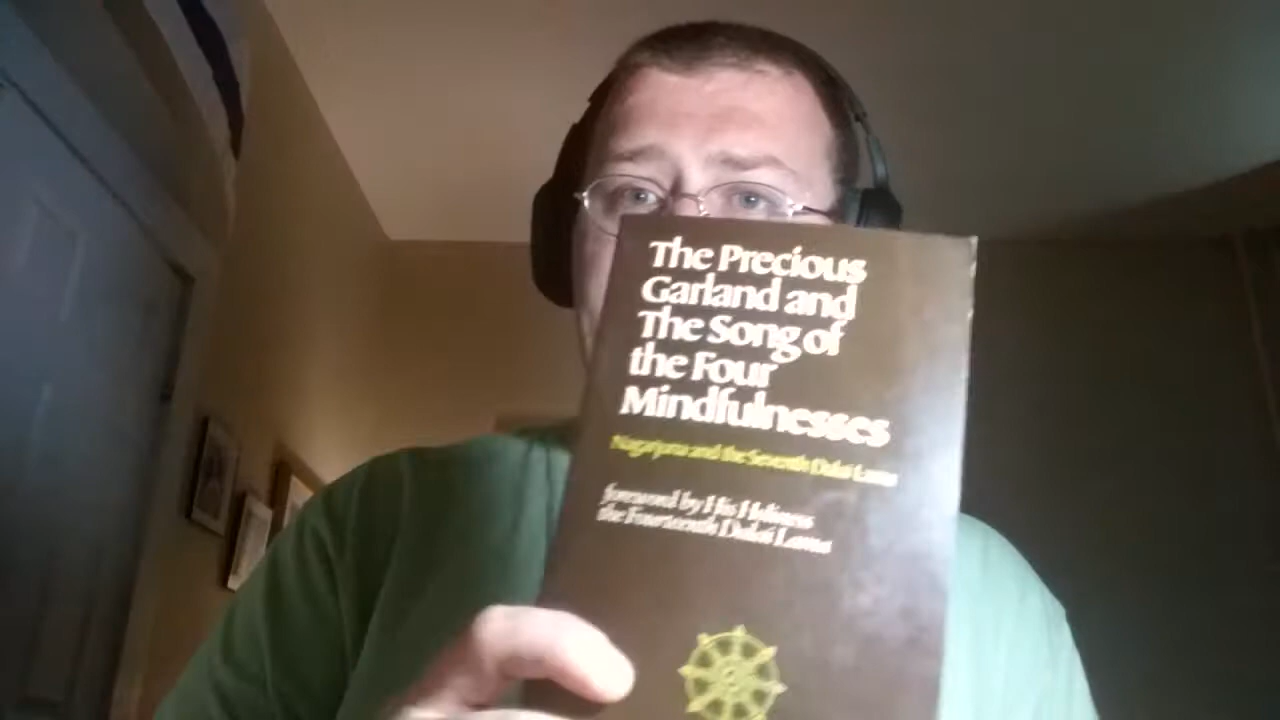 The Precious
Garland and
The Song of
the Four
Mindfulnesses
Nagarjuna and the Seventh Dalai Lama
foreword by His Holiness
the Fourteenth Dalai Lama